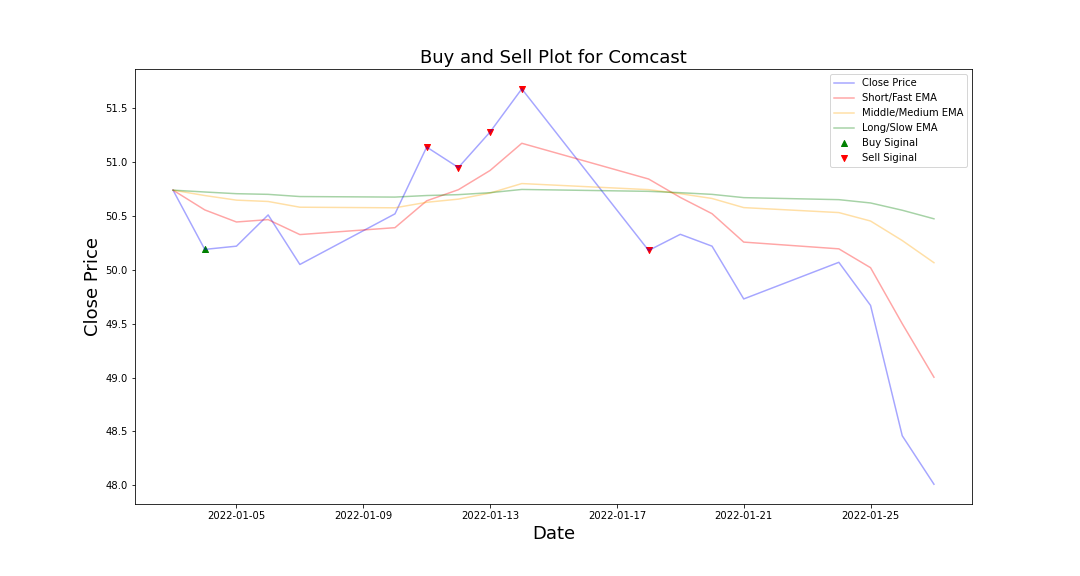 Buy and Sell Plot for Comcast
Close Price
Short/Fast EMA
Middle/Medium EMA
Long/Slow EMA
Buy Siginal
Sell Siginal
51.5
51.0
50.5
50.0
49.5
49.0
48.5
48.0
Close Price
2022-01-05
2022-01-09
2022-01-13
2022-01-17
2022-01-21
2022-01-25
Date